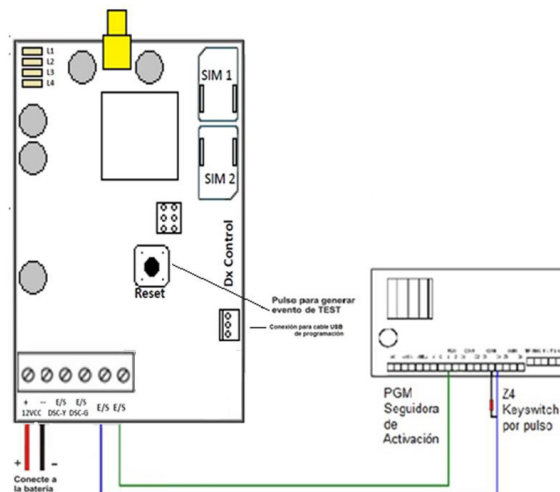 L1
L2
L3
L4
SIM 1
SIM 2
Dx Control
Reset
Pulso para generar
evento de TEST
Conexión para cable USB
de programación
+ -- E/S E/S
12VCC DSC-Y DSC-G E/S E/S
+ –
Conecte a
la batería
PGM
Seguidora
de
Activación
Z4
Keyswitch
por pulso